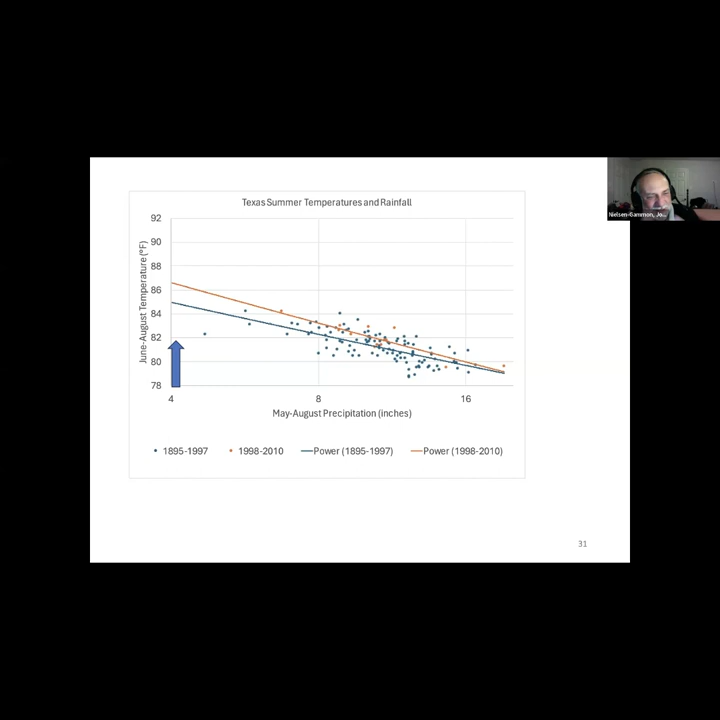 Texas Summer Temperatures and Rainfall
92
90
88
86
84
82
80
78
June-August Temperature (°F)
4
8
16
May-August Precipitation (inches)
1895-1997
1998-2010
Power (1895-1997)
Power (1998-2010)
31
Nielsen-Gammon, Jo...